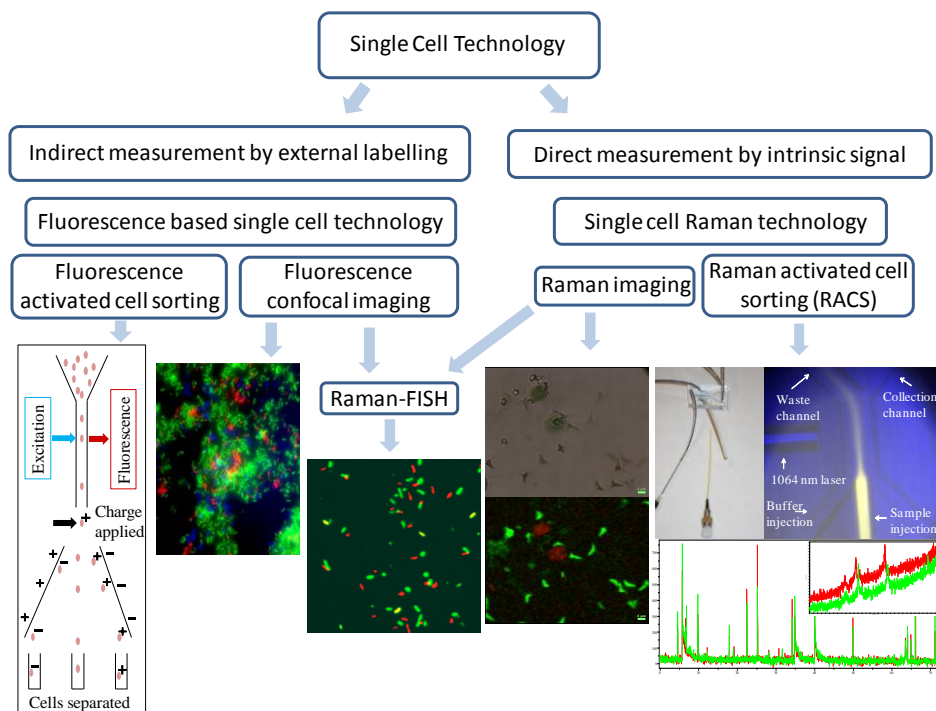 Single Cell Technology
Indirect measurement by external labelling
Direct measurement by intrinsic signal
Fluorescence based single cell technology
Single cell Raman technology
Fluorescence
activated cell sorting
Fluorescence
confocal imaging
Raman imaging
Raman activated cell
sorting (RACS)
Raman-FISH
Excitation
Fluorescence
+
Charge
applied
+
−
−
+
+
−
−
+
+
−
−
+
−
+
Cells separated
Waste
channel
Collection
channel
1064 nm laser
Buffer
injection
Sample
injection